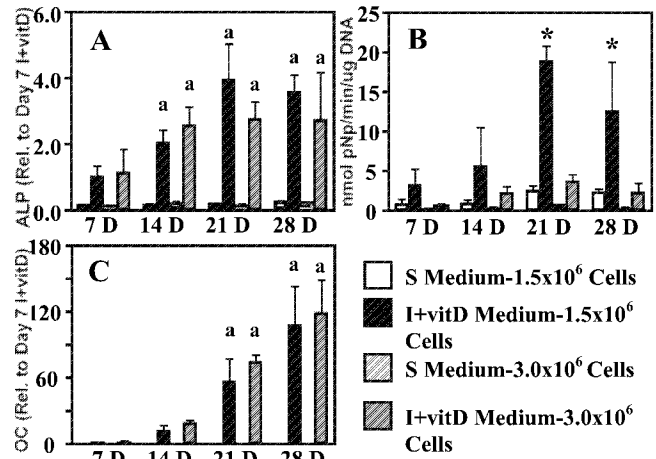 A
ALP (Rel. to Day 7 I+vitD)
6.0
4.0
2.0
0.0
a a a a a a
7 D 14 D 21 D 28 D
B
nmol pNp/min/ug DNA
25
20
15
10
5
0
* *
7 D 14 D 21 D 28 D
C
OC (Rel. to Day 7 I+vitD)
180
120
60
0
a a a a
7 D 14 D 21 D 28 D
S Medium-1.5x10⁶ Cells
I+vitD Medium-1.5x10⁶
Cells
S Medium-3.0x10⁶ Cells
I+vitD Medium-3.0x10⁶
Cells